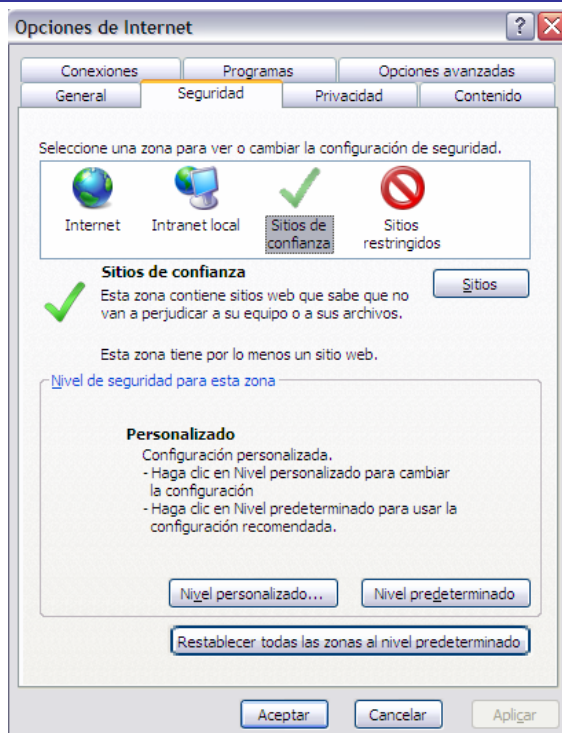 Opciones de Internet
Conexiones Programas Opciones avanzadas
General Seguridad Privacidad Contenido
Seleccione una zona para ver o cambiar la configuración de seguridad.
Internet Intranet local Sitios de confianza Sitios restringidos
Sitios de confianza
Sitios
Esta zona contiene sitios web que sabe que no
van a perjudicar a su equipo o a sus archivos.
Esta zona tiene por lo menos un sitio web.
Nivel de seguridad para esta zona
Personalizado
Configuración personalizada.
- Haga clic en Nivel personalizado para cambiar
la configuración
- Haga clic en Nivel predeterminado para usar la
configuración recomendada.
Nivel personalizado... Nivel predeterminado
Restablecer todas las zonas al nivel predeterminado
Aceptar Cancelar Aplicar